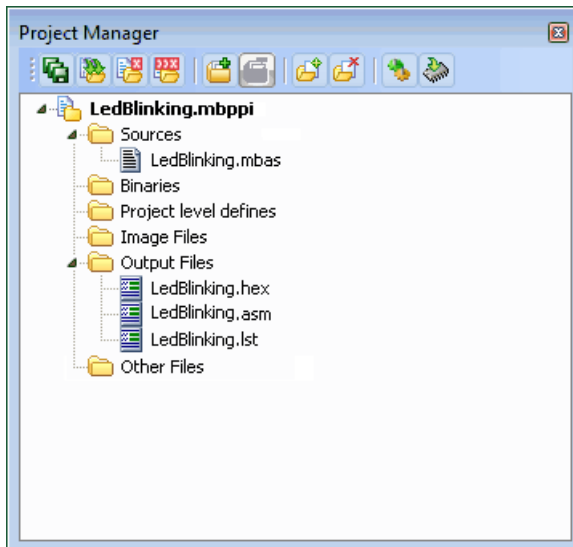 Project Manager
LedBlinking.mbppi
Sources
LedBlinking.mbas
Binaries
Project level defines
Image Files
Output Files
LedBlinking.hex
LedBlinking.asm
LedBlinking.lst
Other Files